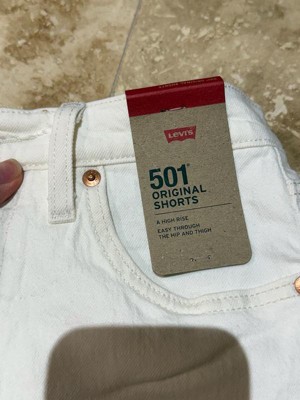 Levi's
501®
ORIGINAL
SHORTS
A HIGH RISE
EASY THROUGH
THE HIP AND THIGH